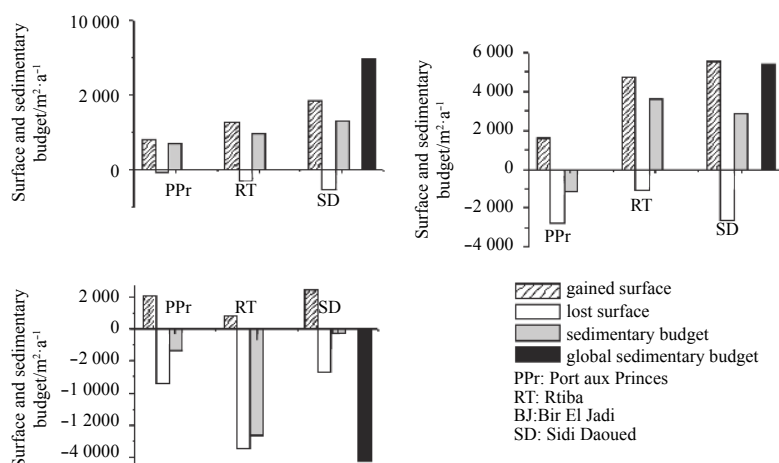 10 000
2 000
0
Surface and sedimentary
budget/m²·a⁻¹
PPr
RT
SD
6 000
4 000
2 000
0
−2 000
−4 000
Surface and sedimentary
budget/m²·a⁻¹
PPr
RT
SD
2 000
0
−2 000
−1 0000
−1 2000
−4 0000
Surface and sedimentary
budget/m²·a⁻¹
PPr
RT
SD
gained surface
lost surface
sedimentary budget
global sedimentary budget
PPr: Port aux Princes
RT: Rtiba
BJ:Bir El Jadi
SD: Sidi Daoued